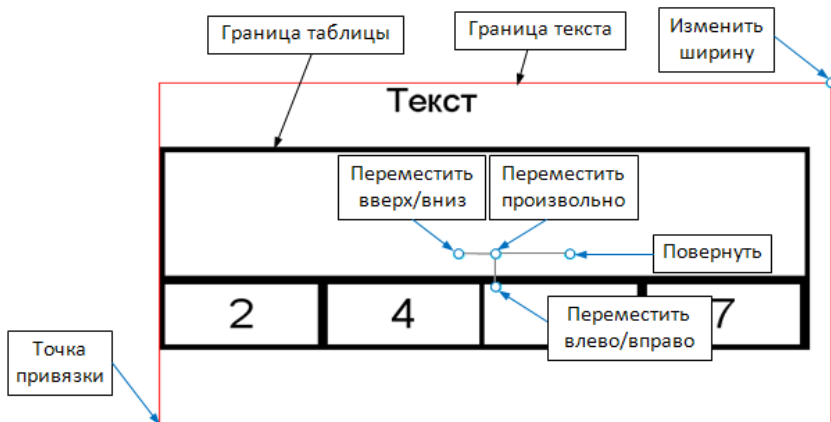 Граница таблицы
Граница текста
Изменить
ширину
Текст
Переместить
вверх/вниз
Переместить
произвольно
Повернуть
2 4 7
Переместить
влево/вправо
Точка
привязки